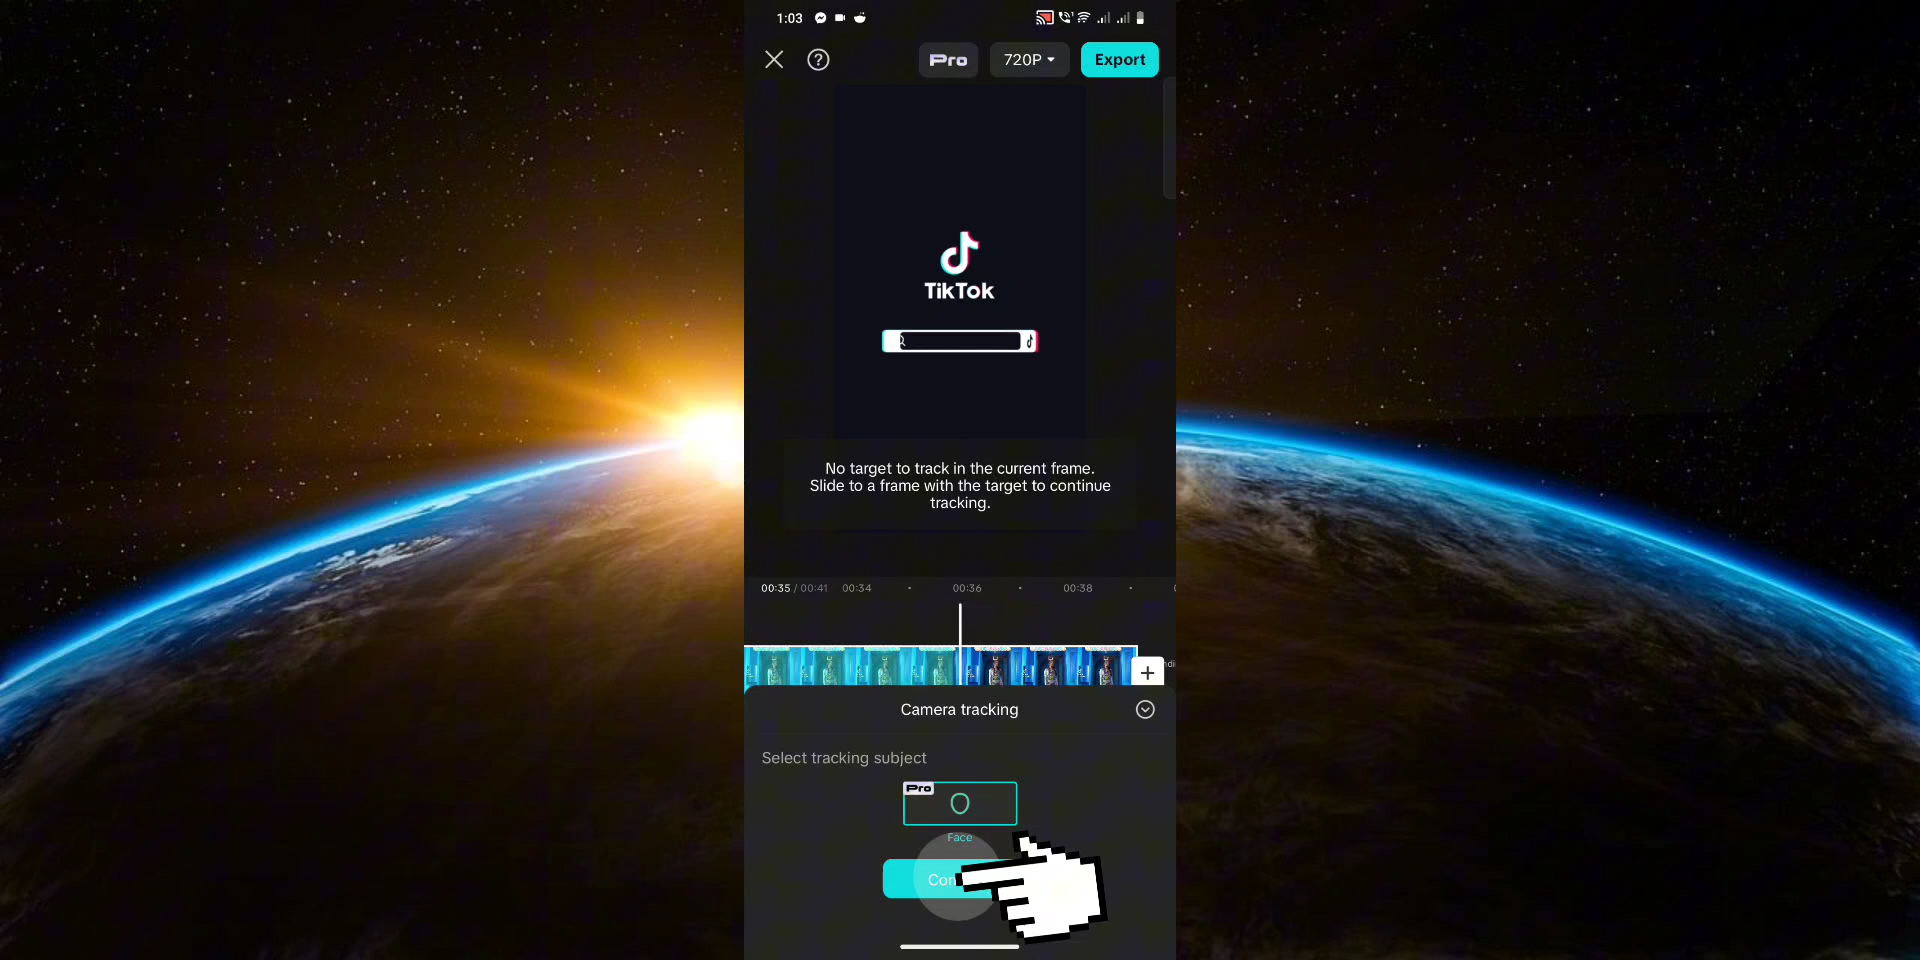 1:03
Pro
720P
Export
TikTok
No target to track in the current frame.
Slide to a frame with the target to continue
tracking.
00:35 / 00:41
00:34
00:36
00:38
Camera tracking
Select tracking subject
Pro
Face